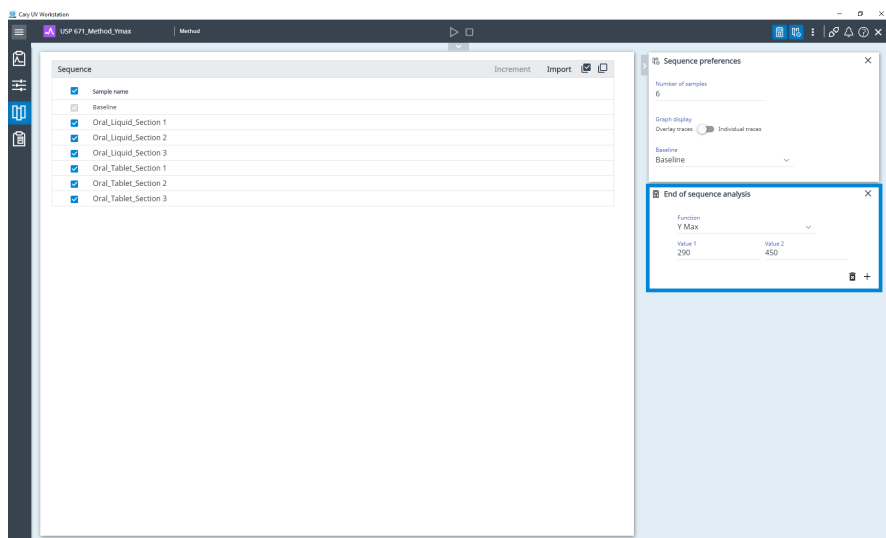 Cary UV Workstation
USP 671_Method_Ymax Method
Sequence Increment Import
Sample name
Baseline
Oral_Liquid_Section 1
Oral_Liquid_Section 2
Oral_Liquid_Section 3
Oral_Tablet_Section 1
Oral_Tablet_Section 2
Oral_Tablet_Section 3
Sequence preferences
Number of samples
6
Graph display
Overlay traces Individual traces
Baseline
Baseline
End of sequence analysis
Function
Y Max
Value 1 Value 2
290 450